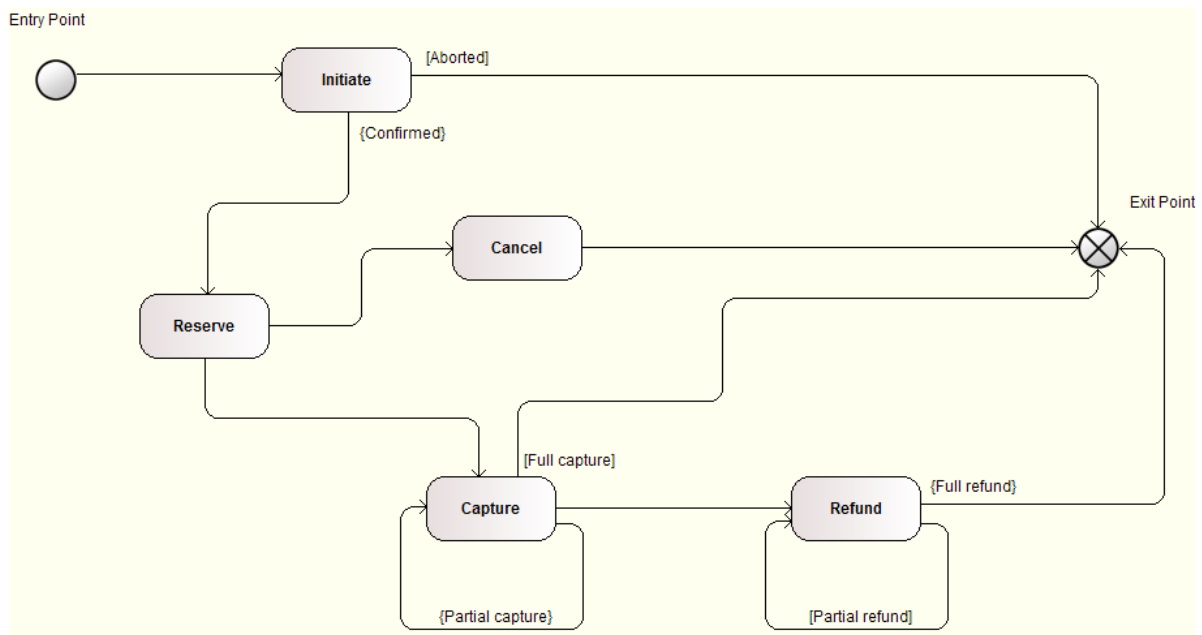 Entry Point
[Aborted]
Initiate
{Confirmed}
Exit Point
Cancel
Reserve
[Full capture]
{Full refund}
Capture
Refund
{Partial capture}
[Partial refund]